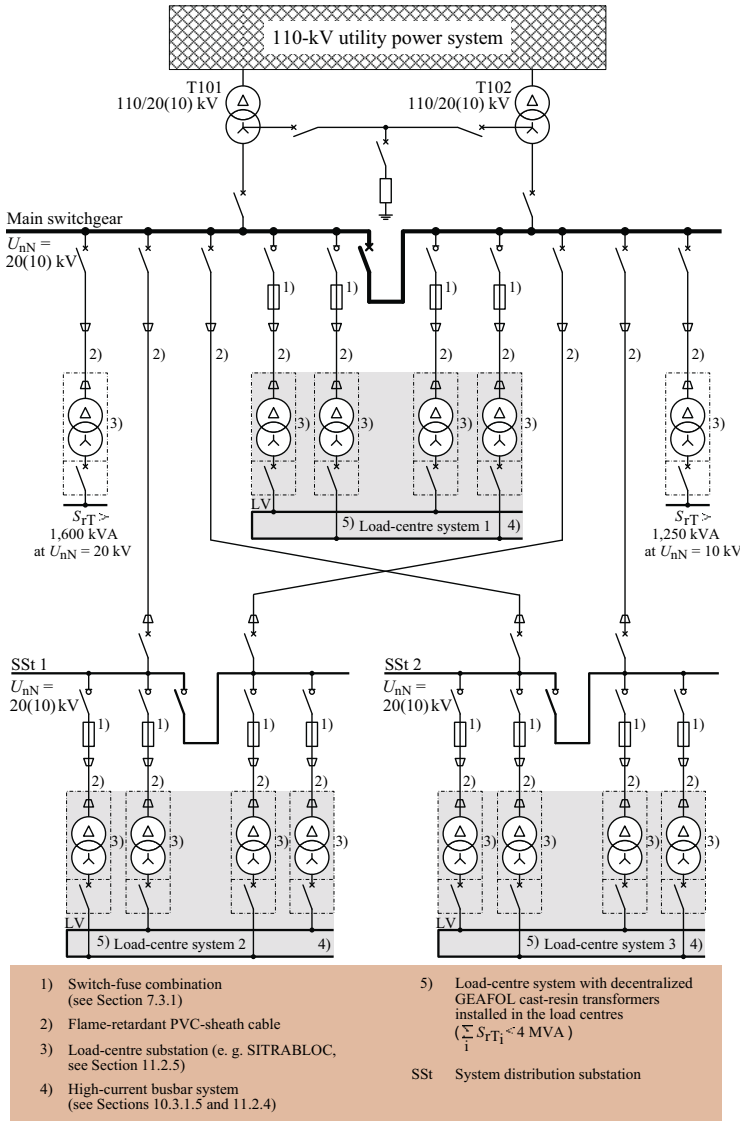 110-kV utility power system
T101
110/20(10) kV
T102
110/20(10) kV
Main switchgear
UnN =
20(10) kV
1)
1)
1)
1)
2)
2)
2)
2)
2)
2)
2)
2)
2)
2)
3)
3)
3)
3)
3)
3)
SrT >
1,600 kVA
at UnN = 20 kV
LV
5) Load-centre system 1 4)
SrT >
1,250 kVA
at UnN = 10 kV
SSt 1
UnN =
20(10) kV
1)
1)
1)
1)
2)
2)
2)
2)
3)
3)
3)
3)
LV
5) Load-centre system 2 4)
SSt 2
UnN =
20(10) kV
1)
1)
1)
1)
2)
2)
2)
2)
3)
3)
3)
3)
LV
5) Load-centre system 3 4)
1) Switch-fuse combination
(see Section 7.3.1)
2) Flame-retardant PVC-sheath cable
3) Load-centre substation (e. g. SITRABLOC,
see Section 11.2.5)
4) High-current busbar system
(see Sections 10.3.1.5 and 11.2.4)
5) Load-centre system with decentralized
GEAFOL cast-resin transformers
installed in the load centres
(∑i SrTi < 4 MVA )
SSt System distribution substation